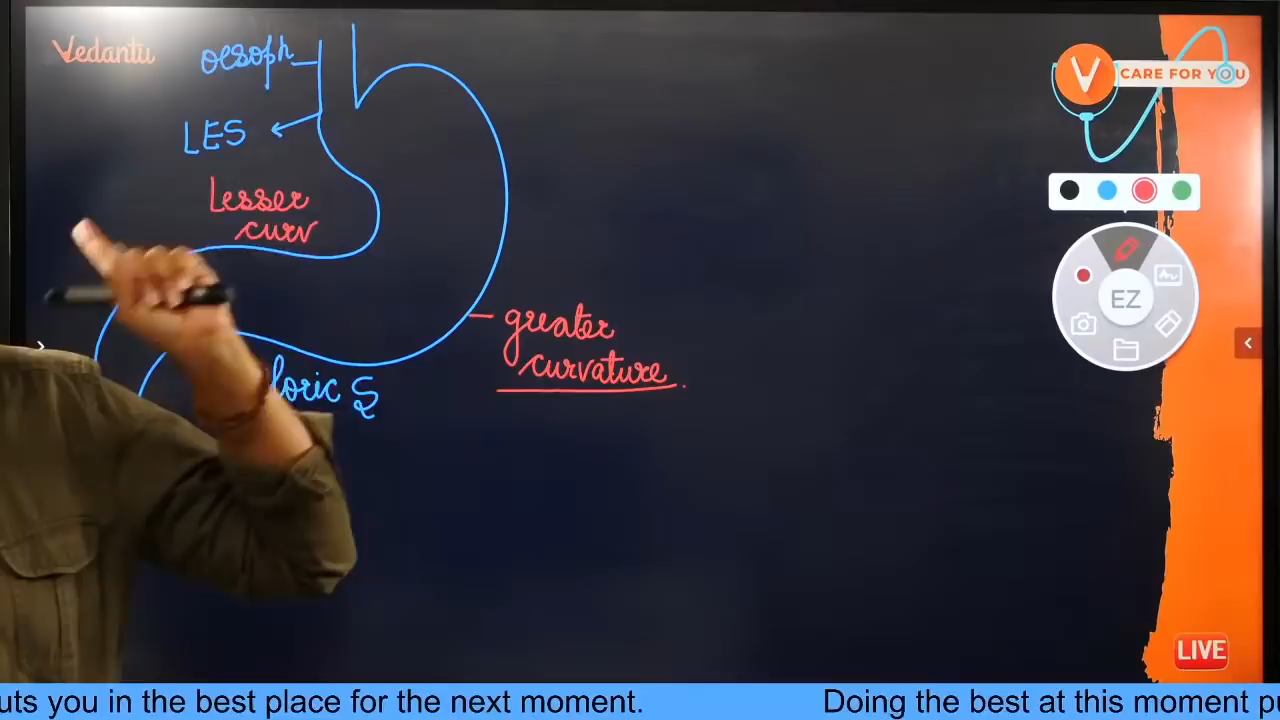 Vedantu
oesoph
LES
Lesser
curv
greater
curvature
loric S
CARE FOR YOU
EZ
LIVE
uts you in the best place for the next moment.
Doing the best at this moment pu